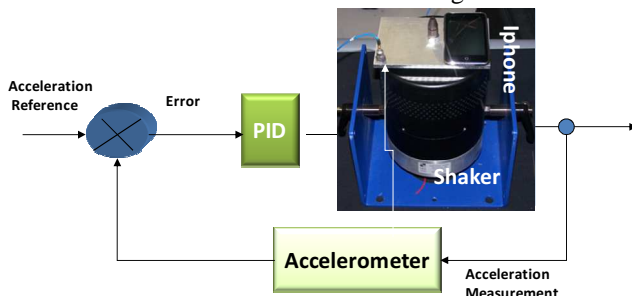 Acceleration
Reference
Error
PID
Iphone
Shaker
Accelerometer
Acceleration
Measurement